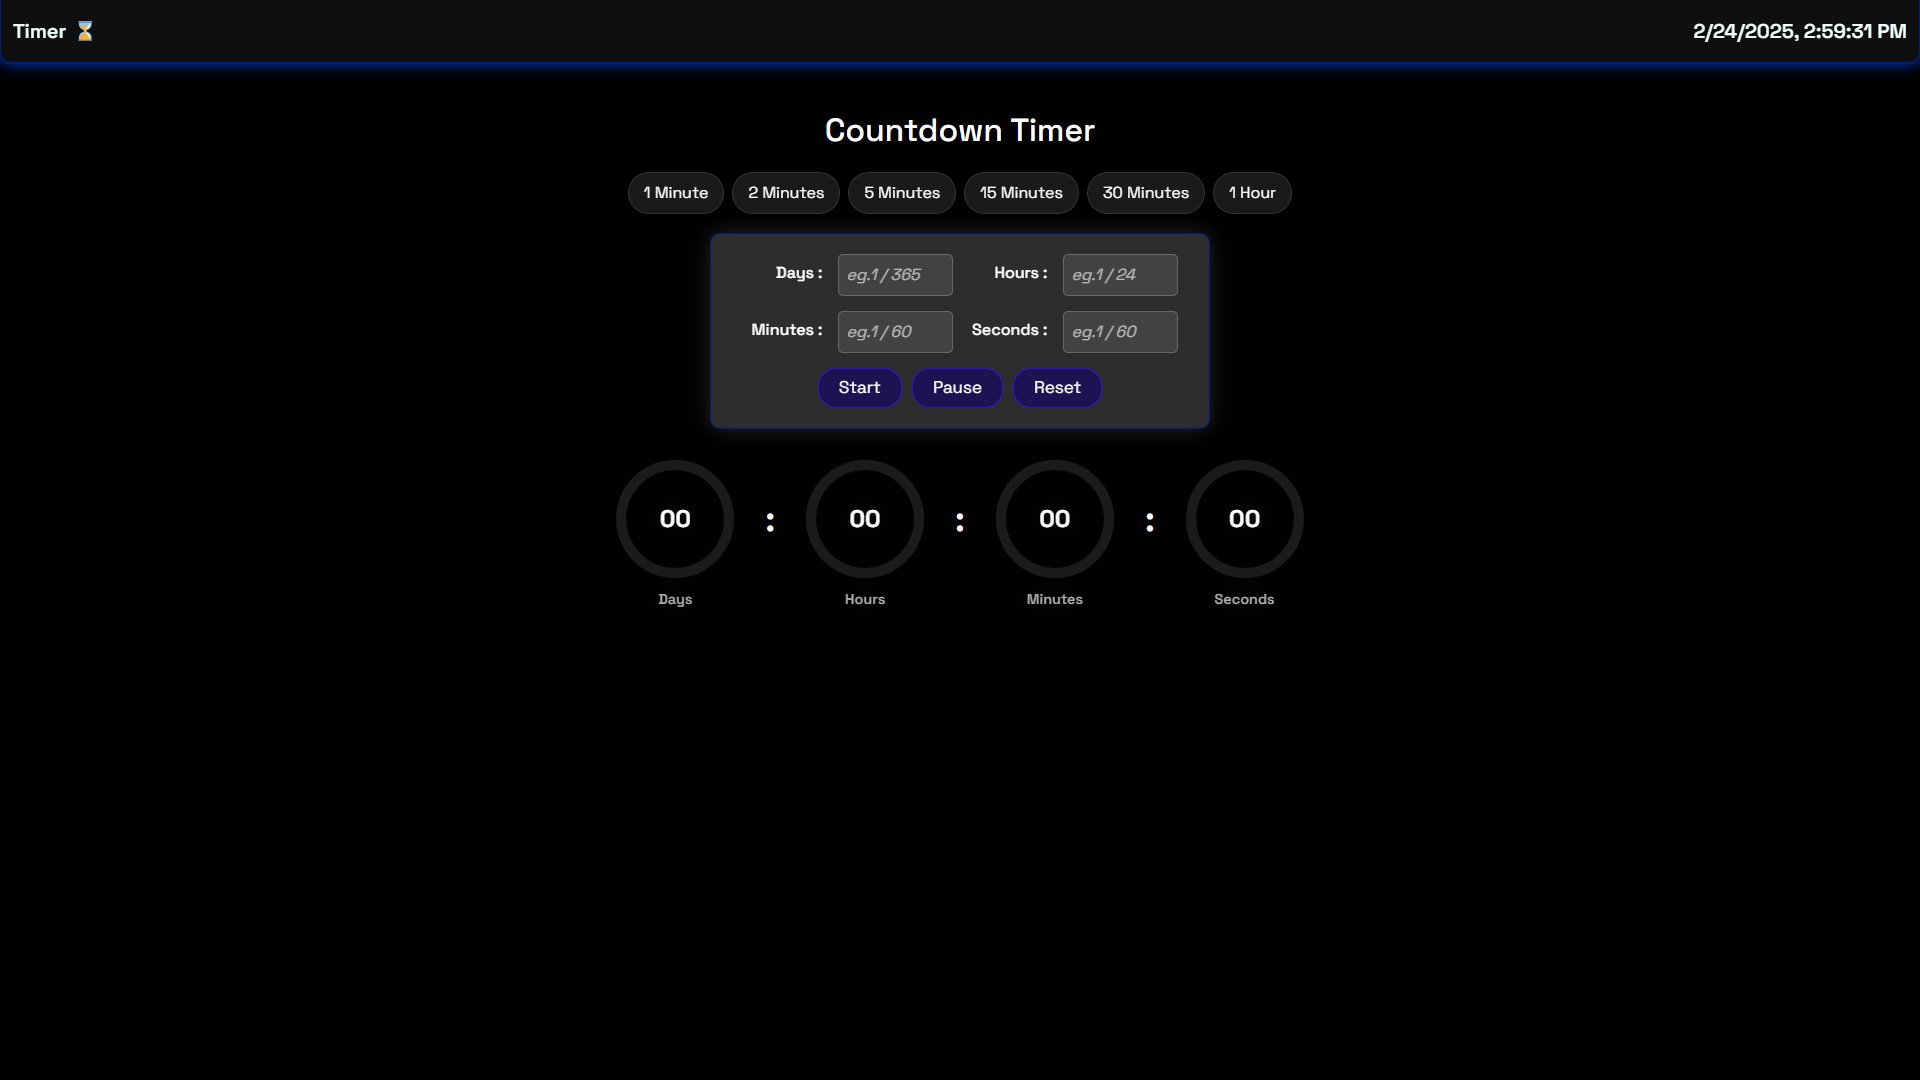 Timer ⏳ 2/24/2025, 2:59:31 PM
Countdown Timer
1 Minute 2 Minutes 5 Minutes 15 Minutes 30 Minutes 1 Hour
Days : eg.1 / 365 Hours : eg.1 / 24
Minutes : eg.1 / 60 Seconds : eg.1 / 60
Start Pause Reset
00 : 00 : 00 : 00
Days Hours Minutes Seconds